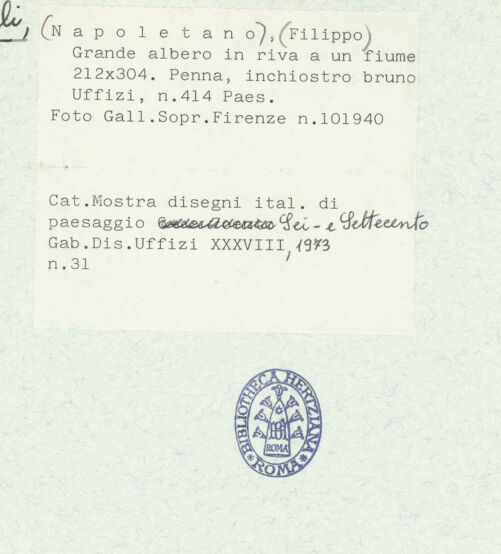 li,
(N a p o l e t a n o), (Filippo)
Grande albero in riva a un fiume
212x304. Penna, inchiostro bruno
Uffizi, n.414 Paes.
Foto Gall.Sopr.Firenze n.101940
Cat.Mostra disegni ital. di
paesaggio Sei- e Settecento
Gab.Dis.Uffizi XXXVIII, 1973
n.31
BIBLIOTHECA HERTZIANA
ROMA
* ROMA *